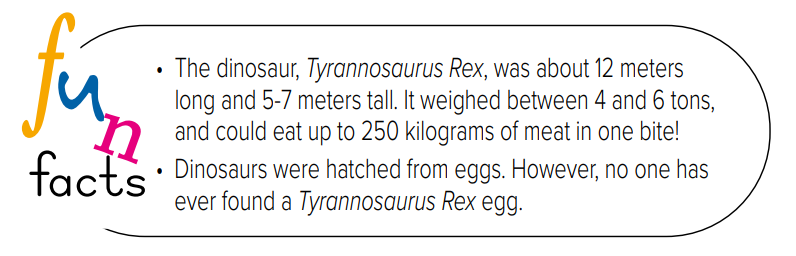 fun
facts
• The dinosaur, Tyrannosaurus Rex, was about 12 meters
long and 5-7 meters tall. It weighed between 4 and 6 tons,
and could eat up to 250 kilograms of meat in one bite!
• Dinosaurs were hatched from eggs. However, no one has
ever found a Tyrannosaurus Rex egg.